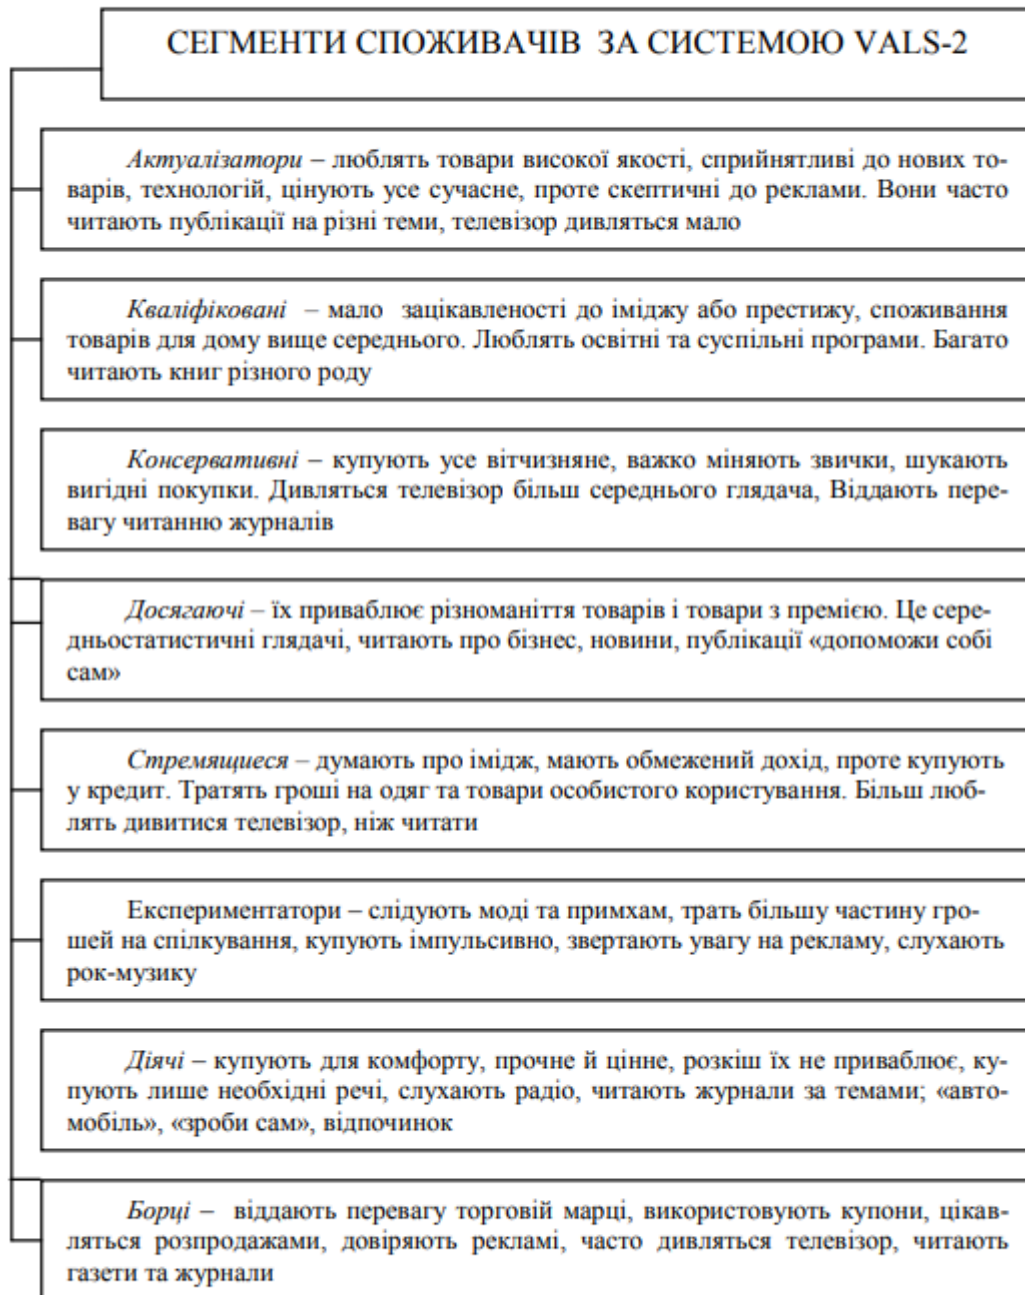 СЕГМЕНТИ СПОЖИВАЧІВ ЗА СИСТЕМОЮ VALS-2
Актуалізатори – люблять товари високої якості, сприйнятливі до нових то-
варів, технологій, цінують усе сучасне, проте скептичні до реклами. Вони часто
читають публікації на різні теми, телевізор дивляться мало
Кваліфіковані – мало зацікавленості до іміджу або престижу, споживання
товарів для дому вище середнього. Люблять освітні та суспільні програми. Багато
читають книг різного роду
Консервативні – купують усе вітчизняне, важко міняють звички, шукають
вигідні покупки. Дивляться телевізор більш середнього глядача, Віддають пере-
вагу читанню журналів
Досягаючі – їх приваблює різноманіття товарів і товари з премією. Це сере-
дньостатистичні глядачі, читають про бізнес, новини, публікації «допоможи собі
сам»
Стремящиеся – думають про імідж, мають обмежений дохід, проте купують
у кредит. Тратять гроші на одяг та товари особистого користування. Більш люб-
лять дивитися телевізор, ніж читати
Експериментатори – слідують моді та примхам, трать більшу частину гро-
шей на спілкування, купують імпульсивно, звертають увагу на рекламу, слухають
рок-музику
Діячі – купують для комфорту, прочне й цінне, розкіш їх не приваблює, ку-
пують лише необхідні речі, слухають радіо, читають журнали за темами; «авто-
мобіль», «зроби сам», відпочинок
Борці – віддають перевагу торговій марці, використовують купони, цікав-
ляться розпродажами, довіряють рекламі, часто дивляться телевізор, читають
газети та журнали